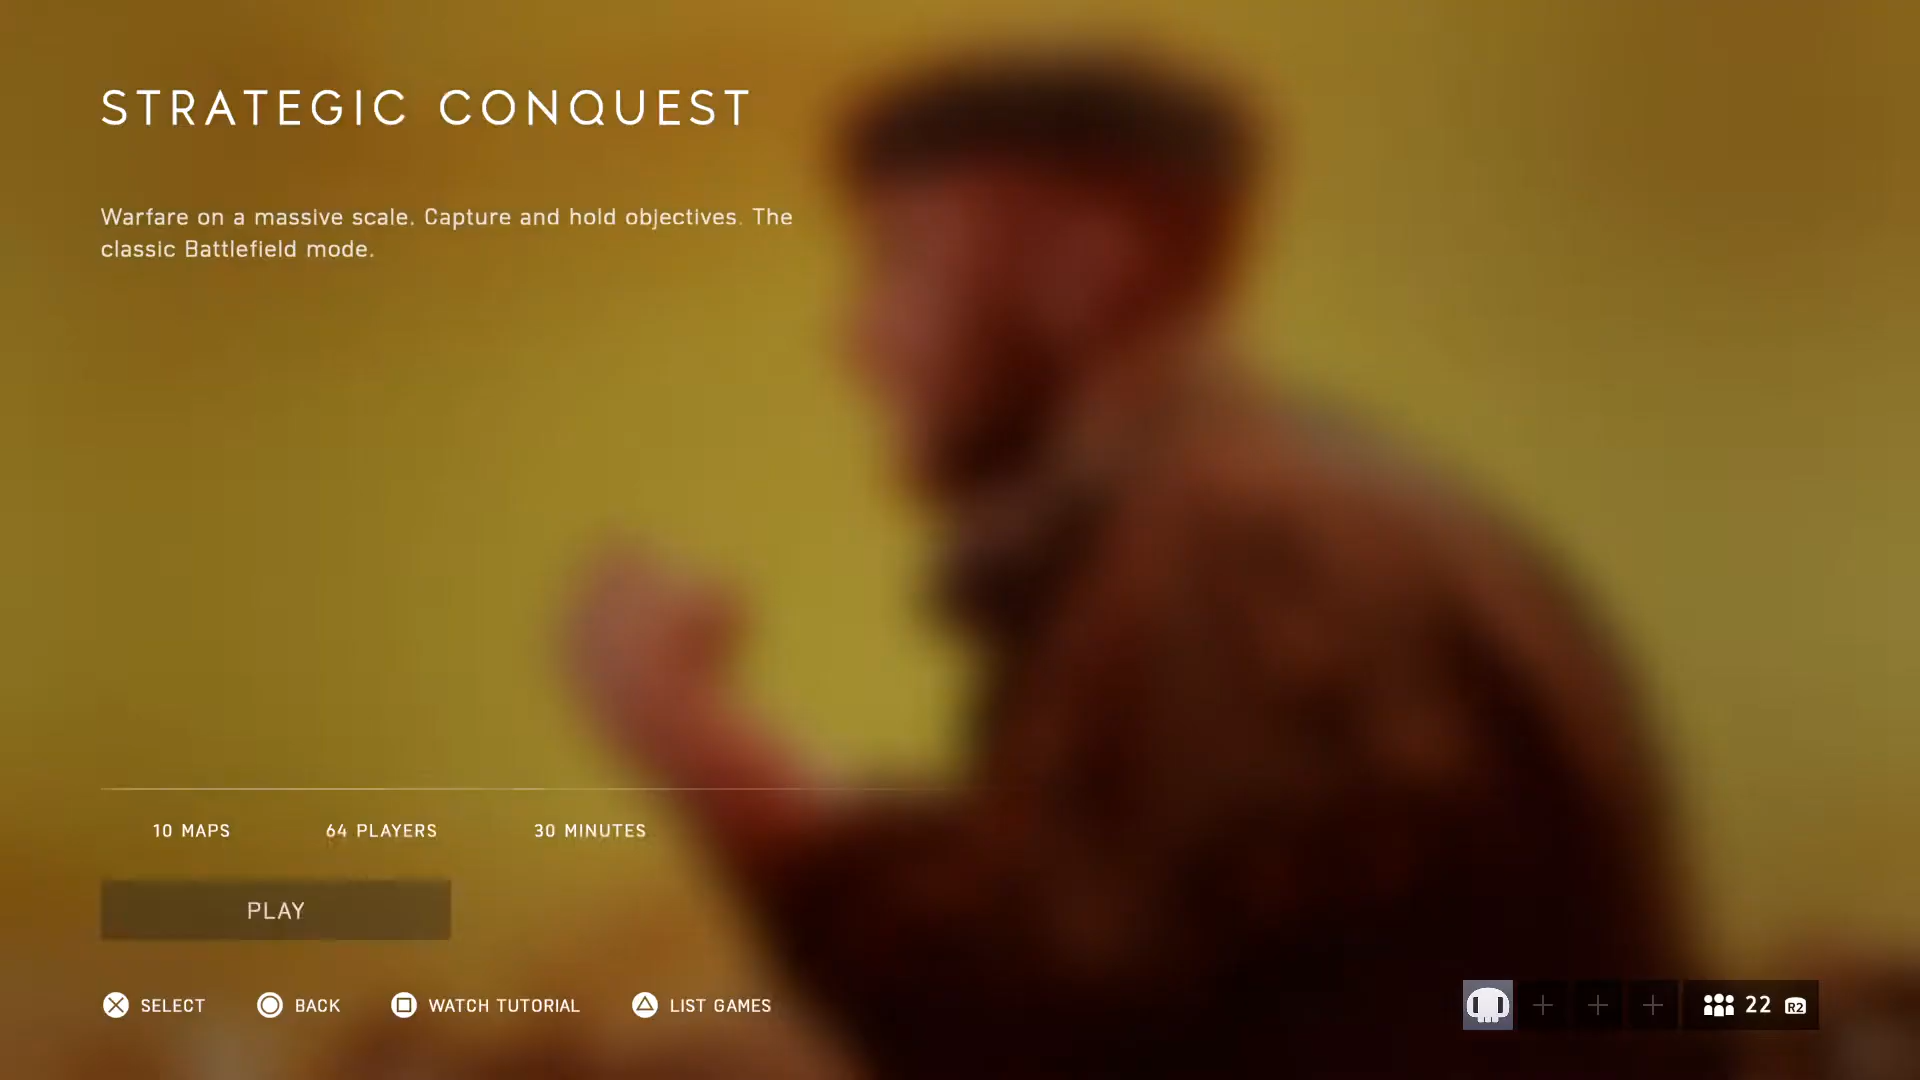 STRATEGIC CONQUEST
Warfare on a massive scale. Capture and hold objectives. The
classic Battlefield mode.
10 MAPS 64 PLAYERS 30 MINUTES
PLAY
SELECT BACK WATCH TUTORIAL LIST GAMES 22 R2